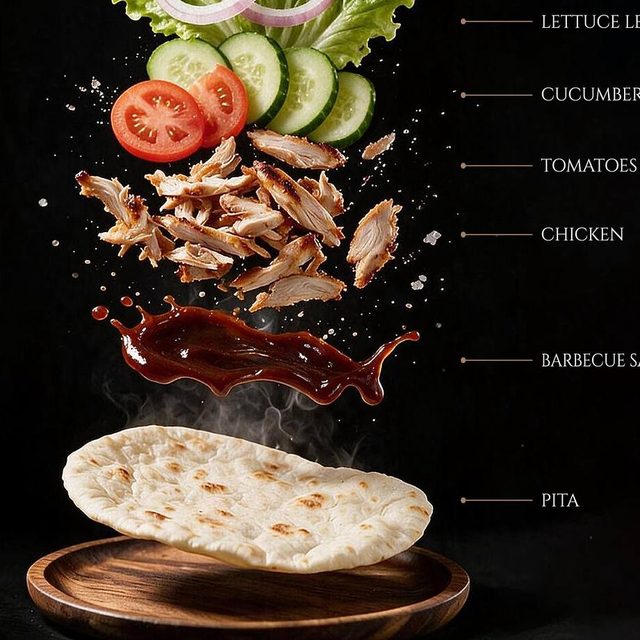 LETTUCE LE
CUCUMBER
TOMATOES
CHICKEN
BARBECUE SA
PITA